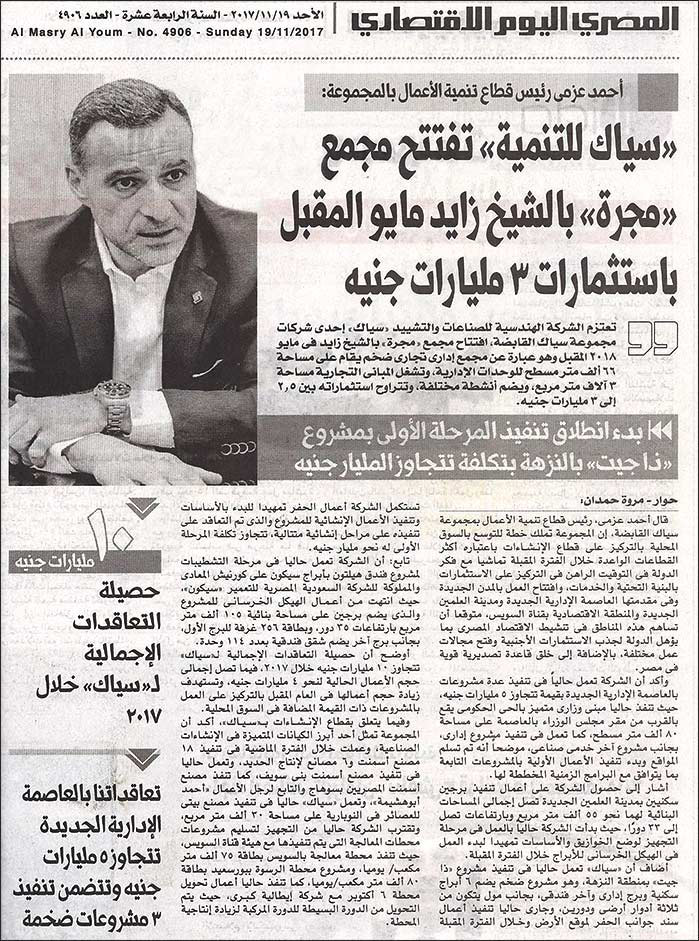 المصري اليوم الاقتصادي
الأحد ٢٠١٧/١١/١٩ - السنة الرابعة عشرة - العدد ٤٩٠٦
Al Masry Al Youm - No. 4906 - Sunday 19/11/2017
أحمد عزمى رئيس قطاع تنمية الأعمال بالمجموعة:
«سياك للتنمية» تفتتح مجمع
«مجرة» بالشيخ زايد مايو المقبل
باستثمارات ٣ مليارات جنيه
تعتزم الشركة الهندسية للصناعات والتشييد «سياك» إحدى شركات
مجموعة سياك القابضة، افتتاح مجمع «مجرة» بالشيخ زايد فى مايو
٢٠١٨ المقبل وهو عبارة عن مجمع إدارى تجارى ضخم يقام على مساحة
٦٦ ألف متر مسطح للوحدات الإدارية، وتشغل المبانى التجارية مساحة
٣ آلاف متر مربع، ويضم أنشطة مختلفة، وتتراوح استثماراته بين ٢,٥
إلى ٣ مليارات جنيه.
بدء انطلاق تنفيذ المرحلة الأولى بمشروع
«ذا جيت» بالنزهة بتكلفة تتجاوز المليار جنيه
حوار - مروة حمدان:
قال أحمد عزمى، رئيس قطاع تنمية الأعمال بمجموعة
سياك القابضة، إن المجموعة تملك خطة للتوسع بالسوق
المحلية بالتركيز على قطاع الإنشاءات باعتباره أكثر
القطاعات الواعدة خلال الفترة المقبلة تماشيا مع فكر
الدولة فى التوقيت الراهن فى التركيز على الاستثمارات
بالبنية التحتية والخدمات، وافتتاح العمل بالمدن الجديدة
وفى مقدمتها العاصمة الإدارية الجديدة ومدينة العلمين
الجديدة والمنطقة الاقتصادية بقناة السويس، متوقعا أن
تساهم هذه المناطق فى تنشيط الاقتصاد المصرى بما
يؤهل الدولة لجذب الاستثمارات الأجنبية وفتح مجالات
عمل مختلفة، بالإضافة إلى خلق قاعدة تصديرية قوية
فى مصر.
وأكد أن الشركة تعمل حالياً فى تنفيذ عدة مشروعات
بالعاصمة الإدارية الجديدة بقيمة تتجاوز ٥ مليارات جنيه،
حيث تنفذ حاليا مبنى وزارى متميز بالحى الحكومى يقع
بالقرب من مقر مجلس الوزراء بالعاصمة على مساحة
٨٠ ألف متر مسطح، كما تعمل فى تنفيذ مشروع إدارى،
بجانب مشروع آخر خدمى صناعى، موضحاً أنه تم تسلم
المواقع وبدء تنفيذ الأعمال الأولية بالمشروعات التابعة
بما يتوافق مع البرامج الزمنية المخططة لها.
أشار إلى حصول الشركة على أعمال تنفيذ برجين
سكنيين بمدينة العلمين الجديدة تصل إجمالى المساحات
البنائية لهما نحو ٥٥ ألف متر مربع وبارتفاعات تصل
إلى ٣٣ دورًا، حيث بدأت الشركة حاليا بالعمل فى مرحلة
التجهيز لوضع الخوازيق والأساسات تمهيدا لبدء العمل
فى الهيكل الخرسانى للأبراج خلال الفترة المقبلة.
أضاف أن «سياك» تعمل حاليا فى تنفيذ مشروع «ذا
جيت» بمنطقة النزهة، وهو مشروع ضخم يضم ٦ أبراج
سكنية وبرج إدارى وآخر فندقى، بجانب مول يتكون من
ثلاثة أدوار أرضى ودورين، وجارى حاليا تنفيذ أعمال
سند جوانب الحفر لموقع الأرض وخلال الفترة المقبلة
تستكمل الشركة أعمال الحفر تمهيدا للبدء بالأساسات
وتنفيذ الأعمال الإنشائية للمشروع والذى تم التعاقد على
تنفيذه على مراحل إنشائية متتالية، تتجاوز تكلفة المرحلة
الأولى له نحو مليار جنيه.
تابع: أن الشركة تعمل حاليا فى مرحلة التشطيبات
لمشروع فندق هيلتون بأبراج سيكون على كورنيش المعادى
والمملوكة للشركة السعودية المصرية للتعمير «سيكون»،
حيث انتهت من أعمال الهيكل الخرسانى للمشروع
والذى يضم برجين على مساحة بنائية ١٠٥ ألف متر
مربع بارتفاعات ٣٥ دور، وبطاقة ٢٥٦ غرفة للبرج الأول،
بجانب برج آخر يضم شقق فندقية بعدد ١١٤ وحدة.
أوضح أن حصيلة التعاقدات الإجمالية لـ«سياك»
تتجاوز ١٠ مليارات جنيه خلال ٢٠١٧، فيما تصل إجمالى
حجم الأعمال الحالية لنحو ٤ مليارات جنيه، وتستهدف
زيادة حجم أعمالها فى العام المقبل بالتركيز على العمل
بالمشروعات ذات القيمة المضافة فى السوق المحلية.
وفيما يتعلق بقطاع الإنشاءات بـ«سياك»، أكد أن
المجموعة تمثل أحد أبرز الكيانات المتميزة فى الإنشاءات
الصناعية، وعملت خلال الفترة الماضية فى تنفيذ ١٨
مصنع أسمنت و٦ مصانع لإنتاج الحديد، وتعمل حاليا
فى تنفيذ مصنع أسمنت بنى سويف، كما تنفذ مصنع
أسمنت المصريين بسوهاج والتابع لرجل الأعمال «أحمد
أبوهشيمة»، وتعمل «سياك» حاليا فى تنفيذ مصنع بيتى
للعصائر فى النوبارية على مساحة ٣٠ ألف متر مربع،
وتقترب الشركة حاليا من التجهيز لتسليم مشروعات
محطات المعالجة التى يتم تنفيذها مع هيئة قناة السويس،
حيث تنفذ محطة معالجة بالسويس بطاقة ٧٥ ألف متر
مكعب/يوميا، ومشروع محطة الرسوة ببورسعيد بطاقة
٨٠ ألف متر مكعب/يوميا، كما تنفذ حاليا أعمال تحويل
محطة ٦ أكتوبر مع شركة إيطالية كبرى، حيث يتم
التحويل من الدورة البسيطة للدورة المركبة لزيادة إنتاجية
المحطة.
١٠
مليارات جنيه
حصيلة
التعاقدات
الإجمالية
لـ«سياك» خلال
٢٠١٧
تعاقداتنا بالعاصمة
الإدارية الجديدة
تتجاوز ٥ مليارات
جنيه وتتضمن تنفيذ
٣ مشروعات ضخمة